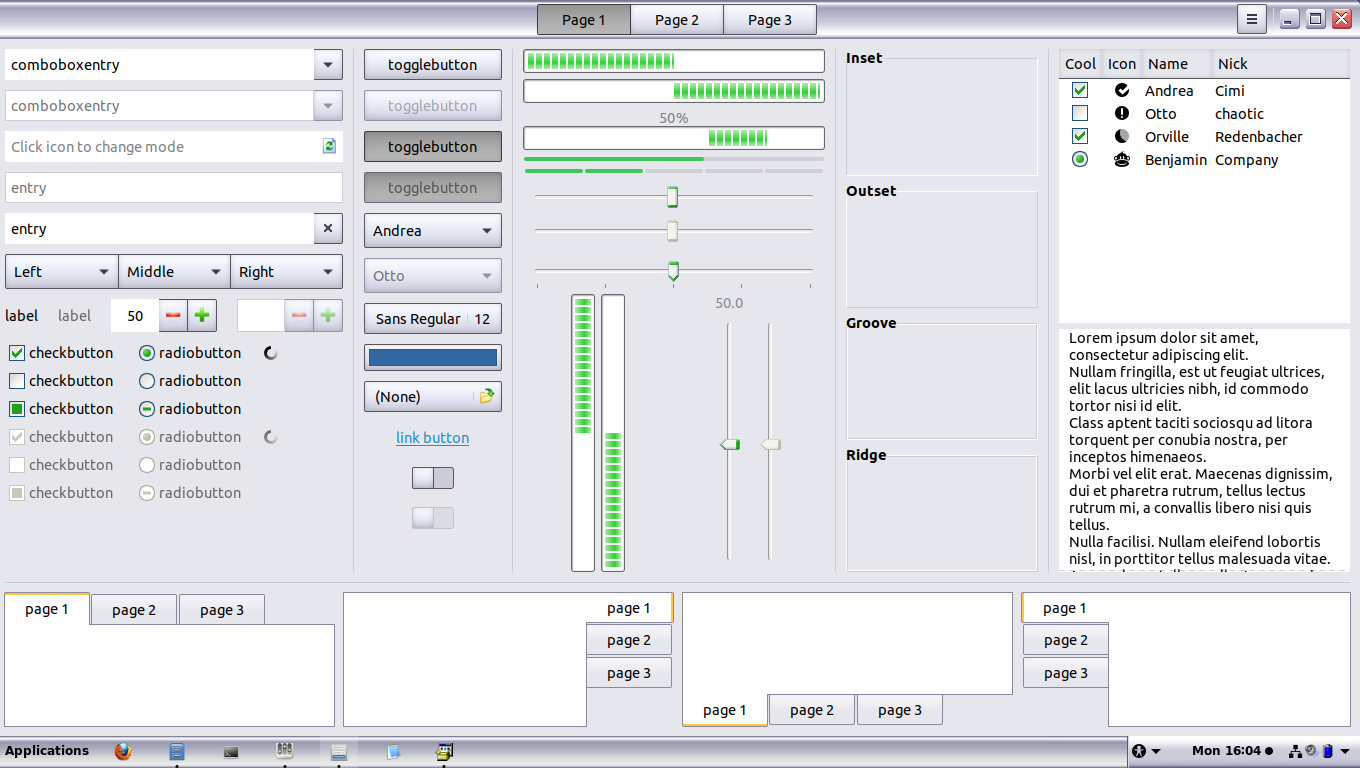 Page 1
Page 2
Page 3
comboboxentry
comboboxentry
Click icon to change mode
entry
entry
Left
Middle
Right
label
label
50
checkbutton
radiobutton
checkbutton
radiobutton
checkbutton
radiobutton
checkbutton
radiobutton
checkbutton
radiobutton
checkbutton
radiobutton
togglebutton
togglebutton
togglebutton
togglebutton
Andrea
Otto
Sans Regular 12
(None)
link button
50%
50.0
Inset
Outset
Groove
Ridge
Cool Icon Name Nick
Andrea Cimi
Otto chaotic
Orville Redenbacher
Benjamin Company
Lorem ipsum dolor sit amet,
consectetur adipiscing elit.
Nullam fringilla, est ut feugiat ultrices,
elit lacus ultricies nibh, id commodo
tortor nisi id elit.
Class aptent taciti sociosqu ad litora
torquent per conubia nostra, per
inceptos himenaeos.
Morbi vel elit erat. Maecenas dignissim,
dui et pharetra rutrum, tellus lectus
rutrum mi, a convallis libero nisi quis
tellus.
Nulla facilisi. Nullam eleifend lobortis
nisl, in porttitor tellus malesuada vitae.
page 1
page 2
page 3
page 1
page 2
page 3
page 1
page 2
page 3
page 1
page 2
page 3
Applications
Mon 16:04